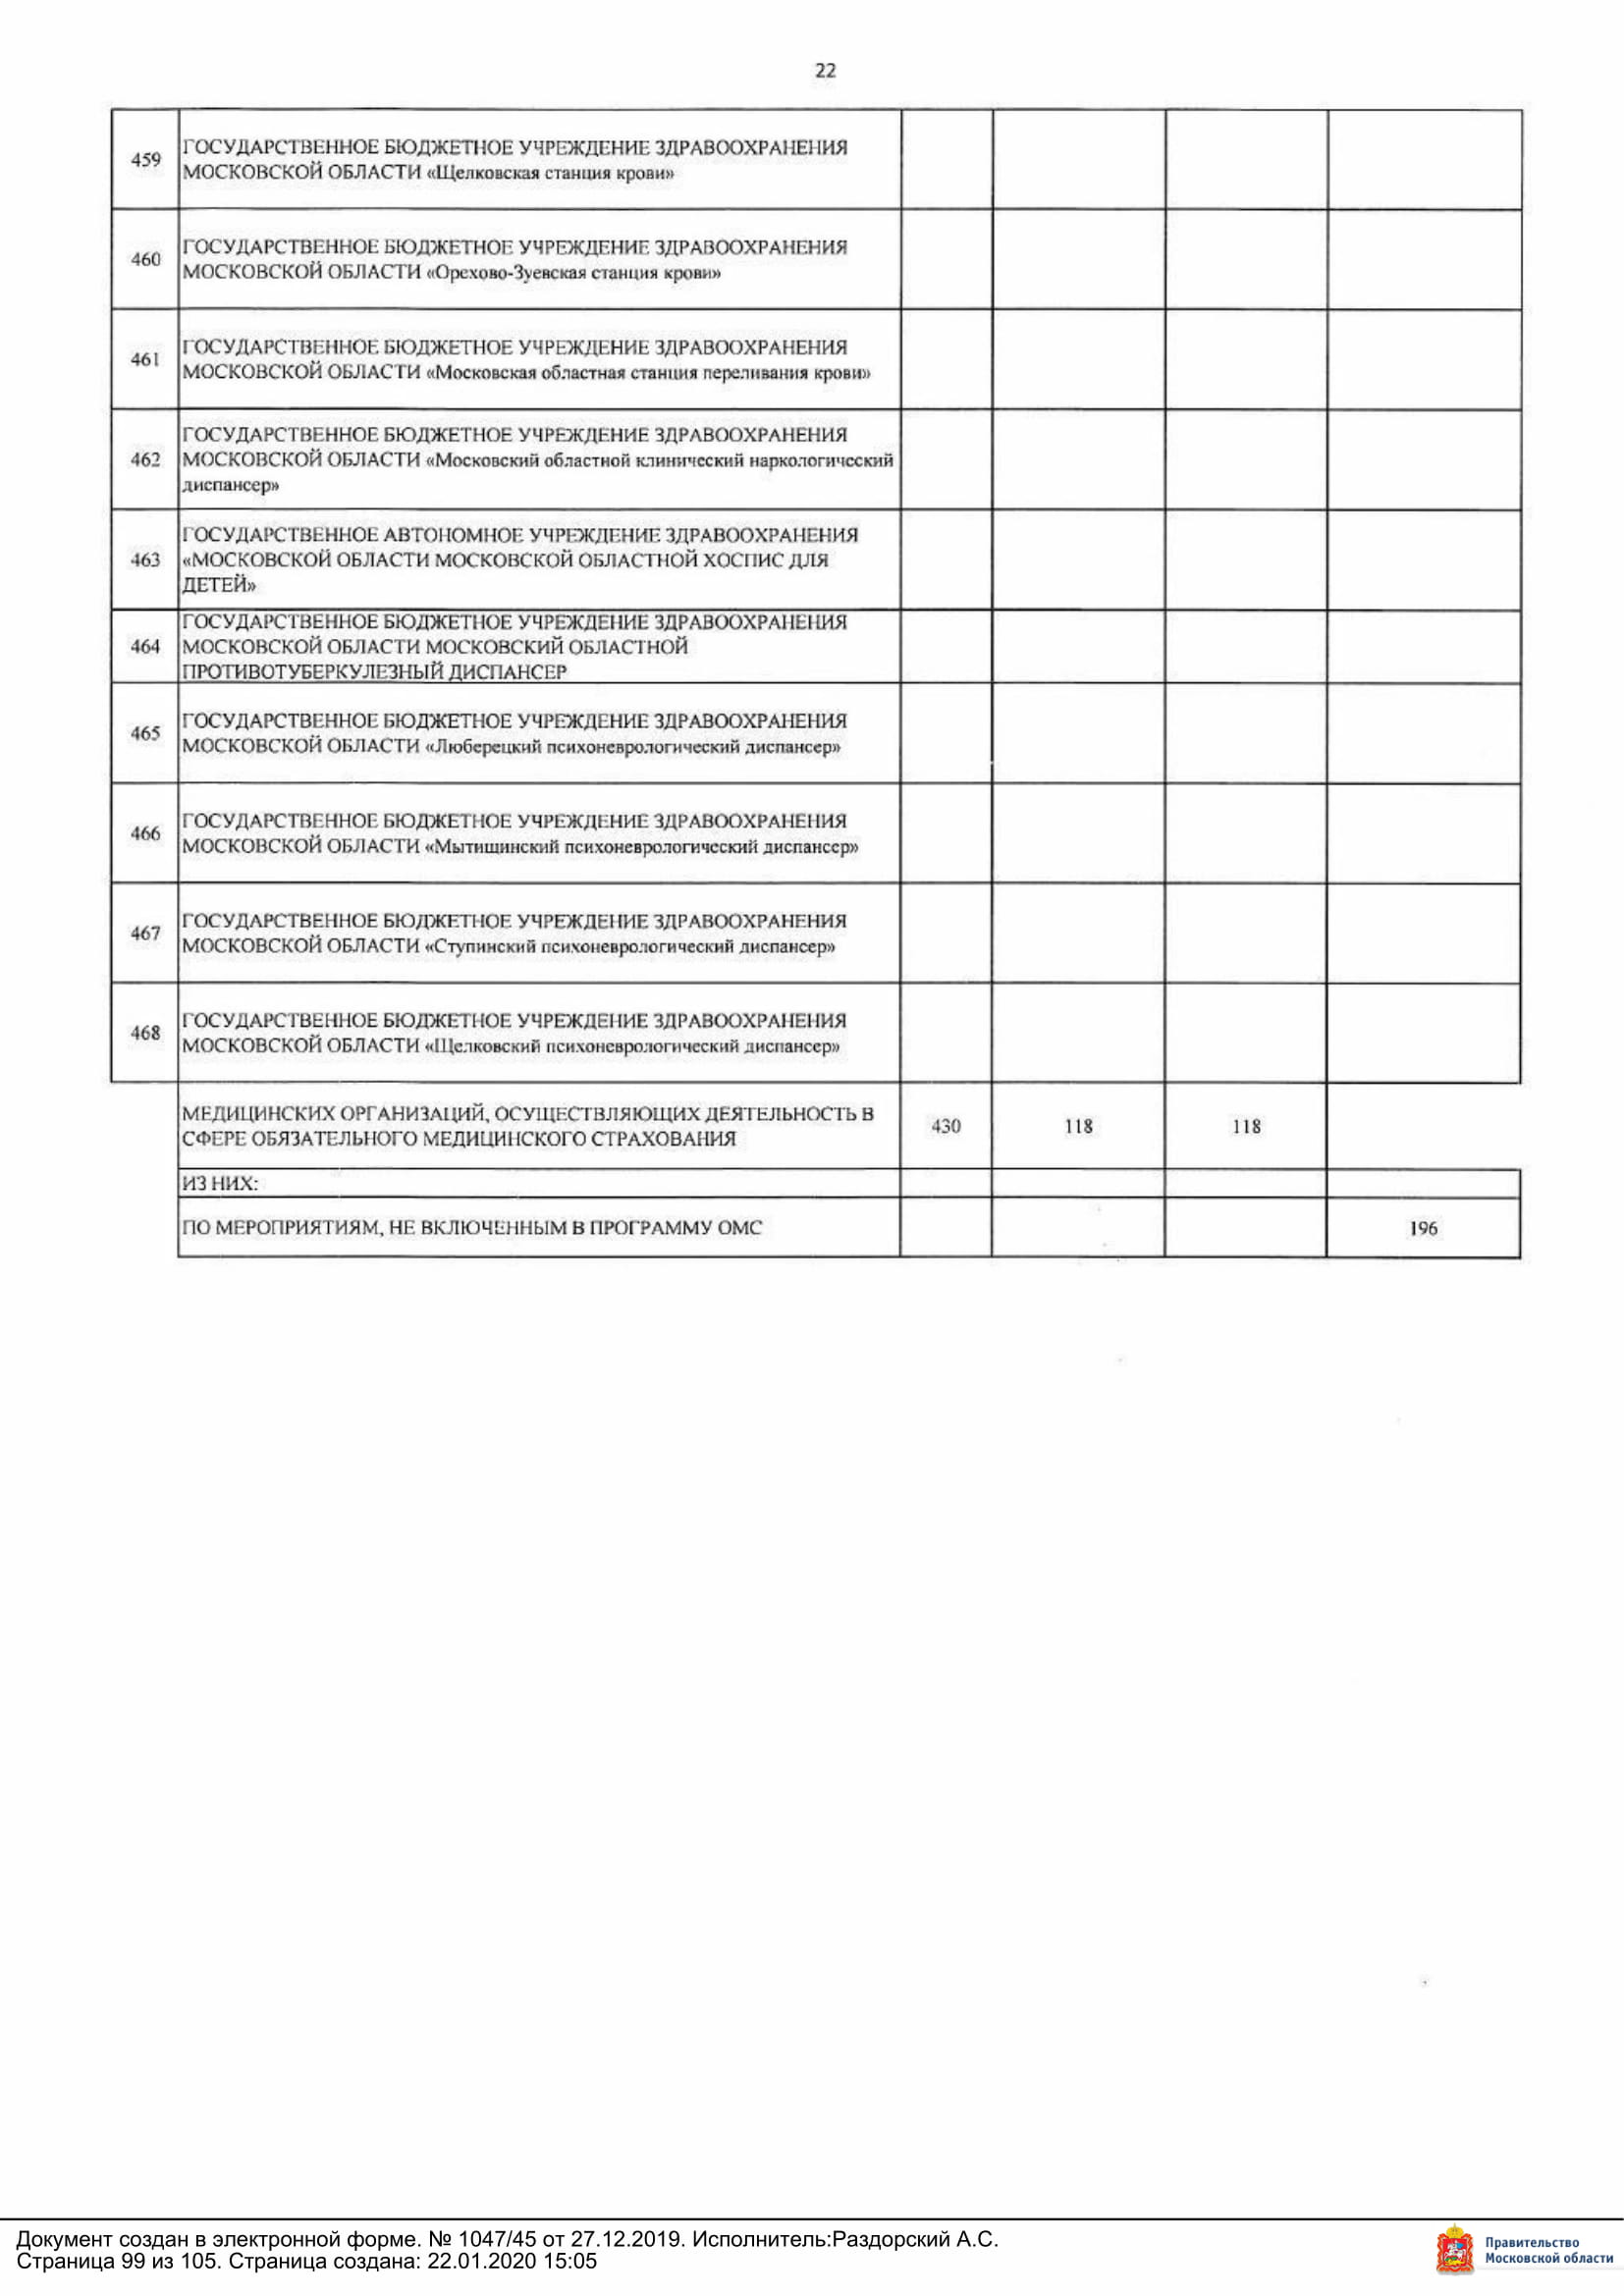 22
459
ГОСУДАРСТВЕННОЕ БЮДЖЕТНОЕ УЧРЕЖДЕНИЕ ЗДРАВООХРАНЕНИЯ
МОСКОВСКОЙ ОБЛАСТИ «Щелковская станция крови»
460
ГОСУДАРСТВЕННОЕ БЮДЖЕТНОЕ УЧРЕЖДЕНИЕ ЗДРАВООХРАНЕНИЯ
МОСКОВСКОЙ ОБЛАСТИ «Орехово-Зуевская станция крови»
461
ГОСУДАРСТВЕННОЕ БЮДЖЕТНОЕ УЧРЕЖДЕНИЕ ЗДРАВООХРАНЕНИЯ
МОСКОВСКОЙ ОБЛАСТИ «Московская областная станция переливания крови»
462
ГОСУДАРСТВЕННОЕ БЮДЖЕТНОЕ УЧРЕЖДЕНИЕ ЗДРАВООХРАНЕНИЯ
МОСКОВСКОЙ ОБЛАСТИ «Московский областной клинический наркологический
диспансер»
463
ГОСУДАРСТВЕННОЕ АВТОНОМНОЕ УЧРЕЖДЕНИЕ ЗДРАВООХРАНЕНИЯ
«МОСКОВСКОЙ ОБЛАСТИ МОСКОВСКОЙ ОБЛАСТНОЙ ХОСПИС ДЛЯ
ДЕТЕЙ»
464
ГОСУДАРСТВЕННОЕ БЮДЖЕТНОЕ УЧРЕЖДЕНИЕ ЗДРАВООХРАНЕНИЯ
МОСКОВСКОЙ ОБЛАСТИ МОСКОВСКИЙ ОБЛАСТНОЙ
ПРОТИВОТУБЕРКУЛЕЗНЫЙ ДИСПАНСЕР
465
ГОСУДАРСТВЕННОЕ БЮДЖЕТНОЕ УЧРЕЖДЕНИЕ ЗДРАВООХРАНЕНИЯ
МОСКОВСКОЙ ОБЛАСТИ «Люберецкий психоневрологический диспансер»
466
ГОСУДАРСТВЕННОЕ БЮДЖЕТНОЕ УЧРЕЖДЕНИЕ ЗДРАВООХРАНЕНИЯ
МОСКОВСКОЙ ОБЛАСТИ «Мытищинский психоневрологический диспансер»
467
ГОСУДАРСТВЕННОЕ БЮДЖЕТНОЕ УЧРЕЖДЕНИЕ ЗДРАВООХРАНЕНИЯ
МОСКОВСКОЙ ОБЛАСТИ «Ступинский психоневрологический диспансер»
468
ГОСУДАРСТВЕННОЕ БЮДЖЕТНОЕ УЧРЕЖДЕНИЕ ЗДРАВООХРАНЕНИЯ
МОСКОВСКОЙ ОБЛАСТИ «Щелковский психоневрологический диспансер»
МЕДИЦИНСКИХ ОРГАНИЗАЦИЙ, ОСУЩЕСТВЛЯЮЩИХ ДЕЯТЕЛЬНОСТЬ В
СФЕРЕ ОБЯЗАТЕЛЬНОГО МЕДИЦИНСКОГО СТРАХОВАНИЯ
430 118 118
ИЗ НИХ:
ПО МЕРОПРИЯТИЯМ, НЕ ВКЛЮЧЕННЫМ В ПРОГРАММУ ОМС 196
Документ создан в электронной форме. № 1047/45 от 27.12.2019. Исполнитель:Раздорский А.С.
Страница 99 из 105. Страница создана: 22.01.2020 15:05
Правительство
Московской области